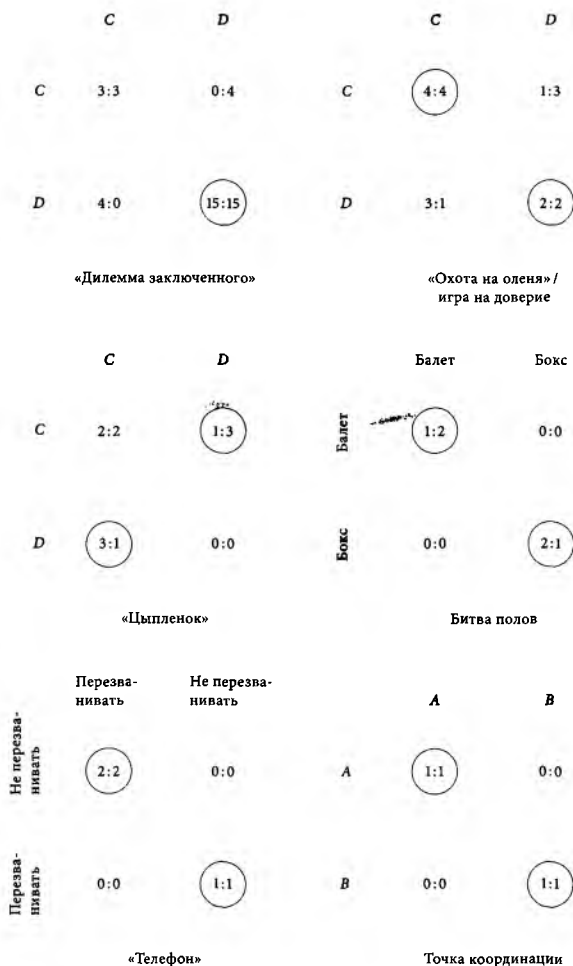 C D C D
C 3:3 0:4 C 4:4 1:3
D 4:0 15:15 D 3:1 2:2
«Дилемма заключенного» «Охота на оленя» /
игра на доверие
C D Балет Бокс
C 2:2 1:3 Балет 1:2 0:0
D 3:1 0:0 Бокс 0:0 2:1
«Цыпленок» Битва полов
Перезва- Не перезва-
нивать нивать A B
Не перезва-
нивать 2:2 0:0 A 1:1 0:0
Перезва-
нивать 0:0 1:1 B 0:0 1:1
«Телефон» Точка координации